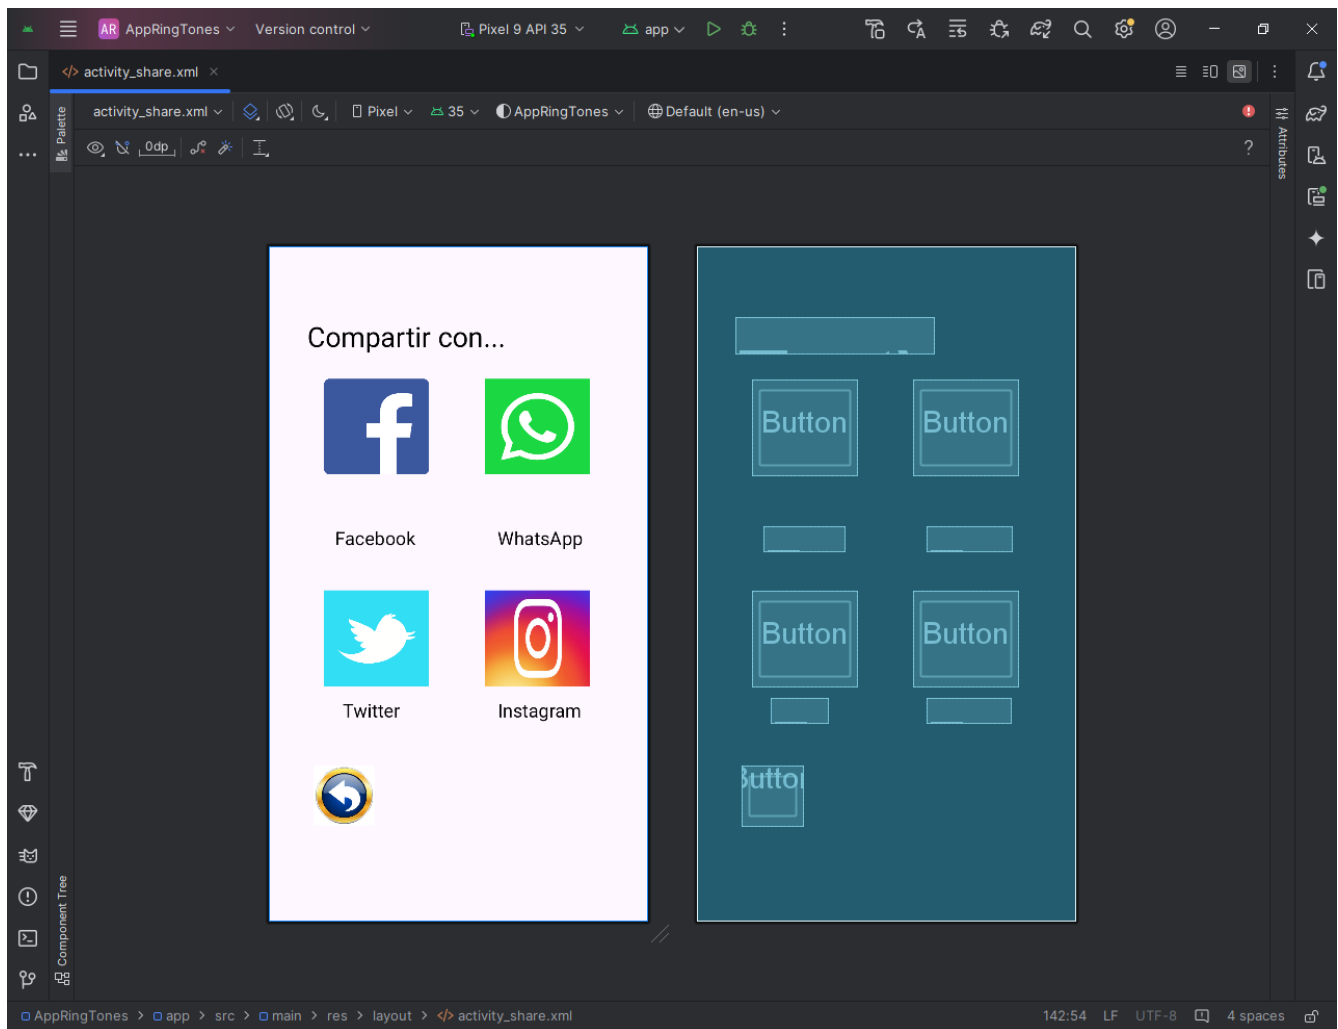 AR AppRingTones Version control Pixel 9 API 35 app
activity_share.xml
activity_share.xml Pixel 35 AppRingTones Default (en-us)
0dp ?
Palette
Attributes
Compartir con...
Button Button
Facebook WhatsApp
Button Button
Twitter Instagram
Button
Component Tree
AppRingTones > app > src > main > res > layout > activity_share.xml 142:54 LF UTF-8 4 spaces